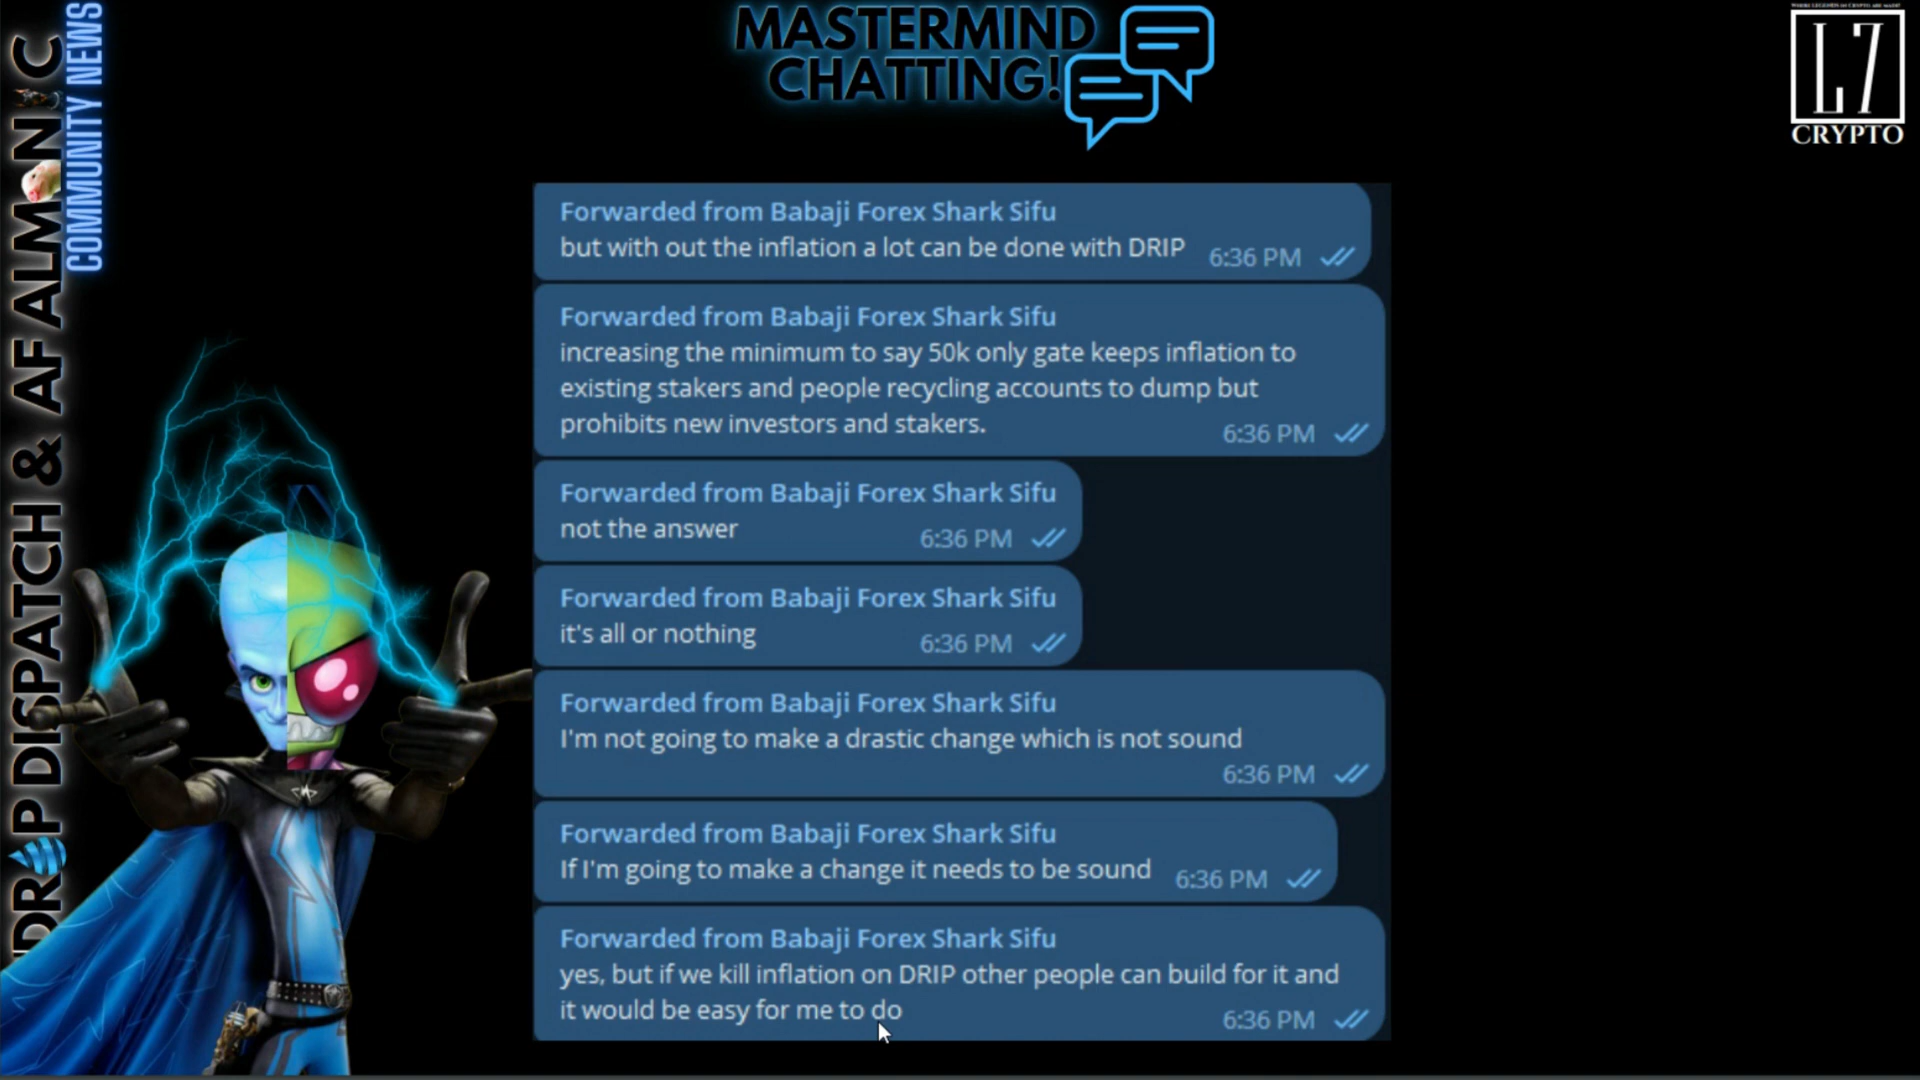 MASTERMIND
CHATTING!
L7
CRYPTO
COMMUNITY NEWS
DRIP DISPATCH & AF ALMANIC
Forwarded from Babaji Forex Shark Sifu
but with out the inflation a lot can be done with DRIP 6:36 PM
Forwarded from Babaji Forex Shark Sifu
increasing the minimum to say 50k only gate keeps inflation to
existing stakers and people recycling accounts to dump but
prohibits new investors and stakers. 6:36 PM
Forwarded from Babaji Forex Shark Sifu
not the answer 6:36 PM
Forwarded from Babaji Forex Shark Sifu
it's all or nothing 6:36 PM
Forwarded from Babaji Forex Shark Sifu
I'm not going to make a drastic change which is not sound
6:36 PM
Forwarded from Babaji Forex Shark Sifu
If I'm going to make a change it needs to be sound 6:36 PM
Forwarded from Babaji Forex Shark Sifu
yes, but if we kill inflation on DRIP other people can build for it and
it would be easy for me to do 6:36 PM